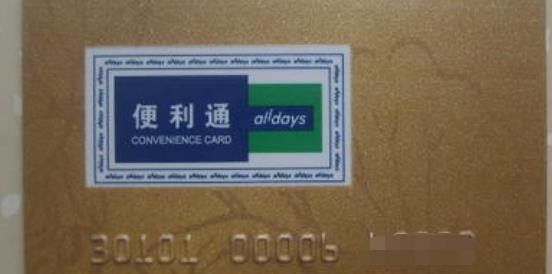 便利通
CONVENIENCE CARD
alldays
30101 00006